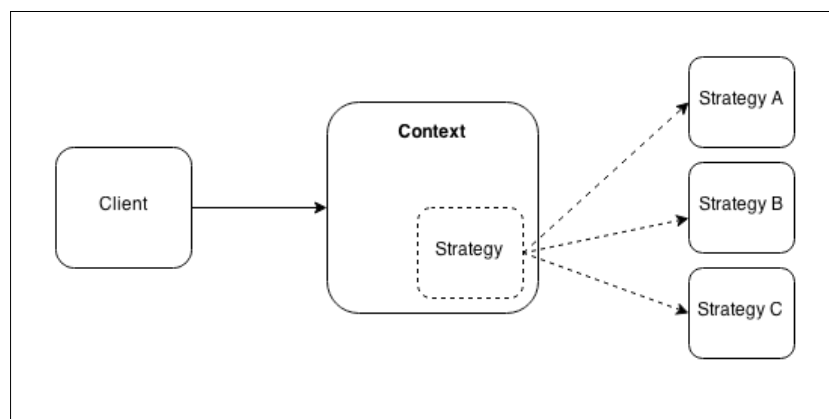 Client
Context
Strategy
Strategy A
Strategy B
Strategy C